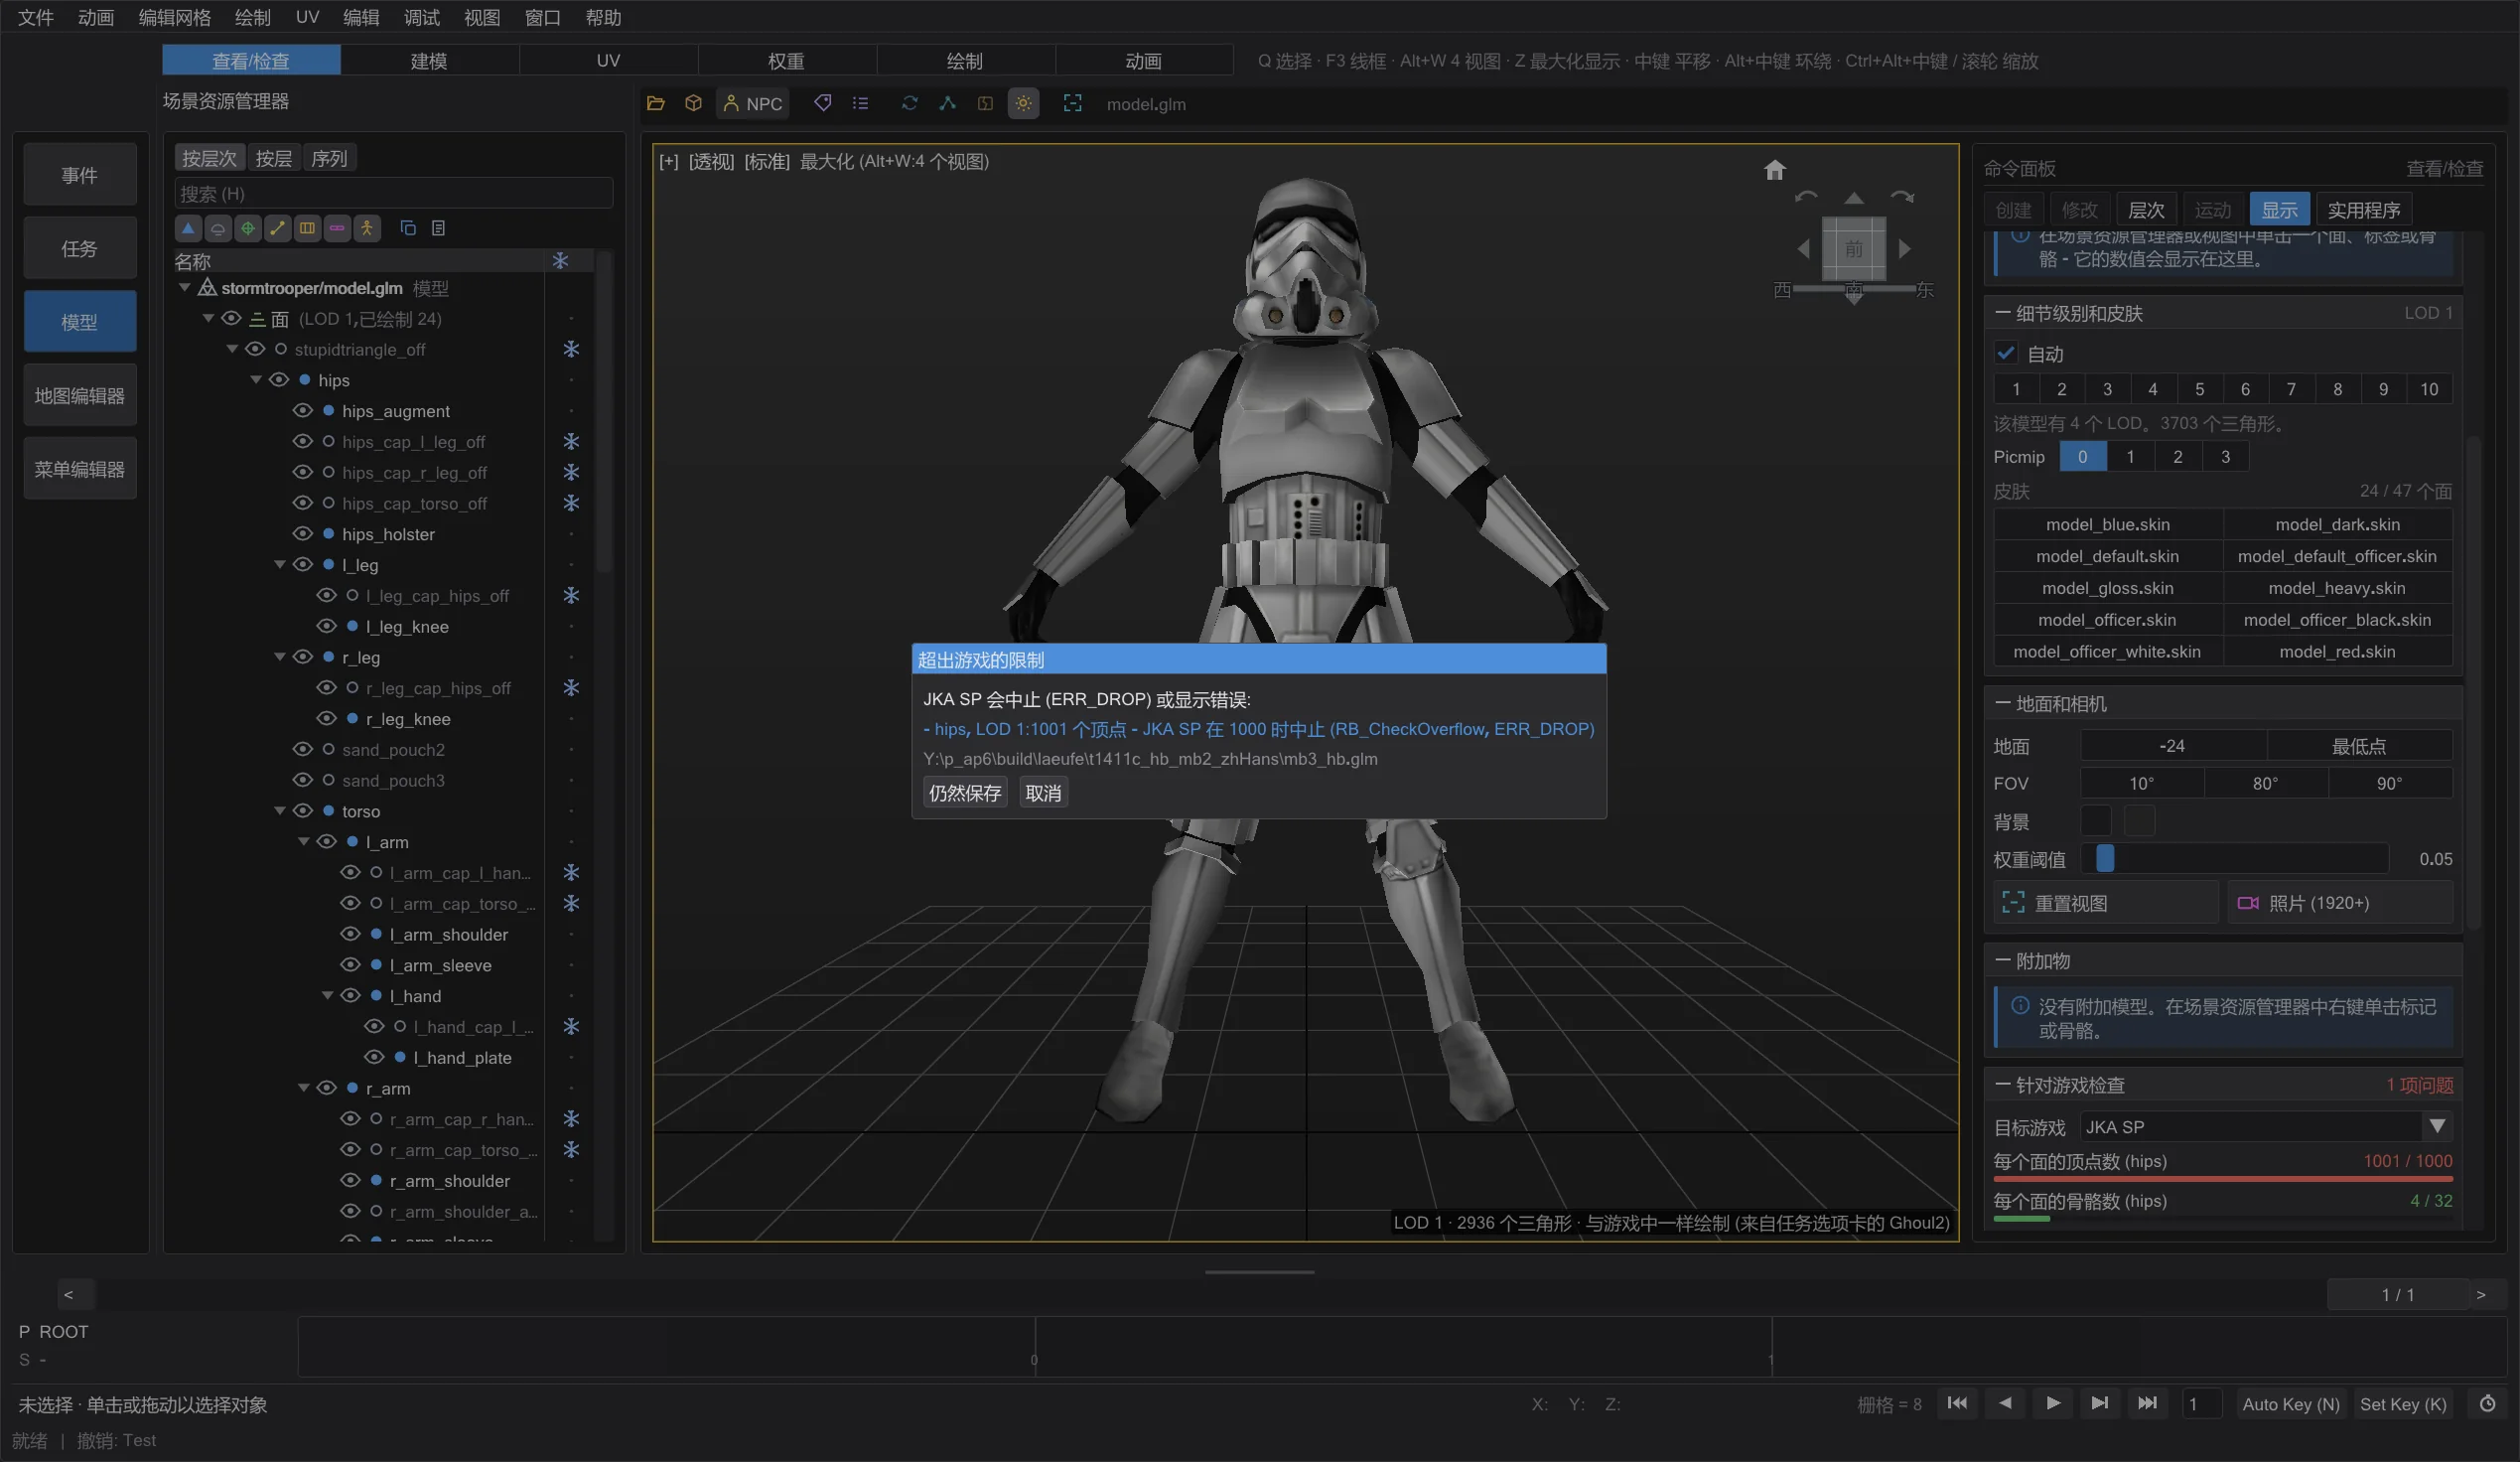 文件 动画 编辑网格 绘制 UV 编辑 调试 视图 窗口 帮助
查看/检查 建模 UV 权重 绘制 动画 Q 选择 · F3 线框 · Alt+W 4 视图 · Z 最大化显示 · 中键 平移 · Alt+中键 环绕 · Ctrl+Alt+中键 / 滚轮 缩放
场景资源管理器
NPC model.glm
事件
任务
模型
地图编辑器
菜单编辑器
按层次 按层 序列
搜索 (H)
名称
stormtrooper/model.glm 模型
面 (LOD 1,已绘制 24)
stupidtriangle_off
hips
hips_augment
hips_cap_l_leg_off
hips_cap_r_leg_off
hips_cap_torso_off
hips_holster
l_leg
l_leg_cap_hips_off
l_leg_knee
r_leg
r_leg_cap_hips_off
r_leg_knee
sand_pouch2
sand_pouch3
torso
l_arm
l_arm_cap_l_han...
l_arm_cap_torso_...
l_arm_shoulder
l_arm_sleeve
l_hand
l_hand_cap_l_...
l_hand_plate
r_arm
r_arm_cap_r_han...
r_arm_cap_torso_...
r_arm_shoulder
r_arm_shoulder_a...
[+] [透视] [标准] 最大化 (Alt+W:4 个视图)
前
西 南 东
超出游戏的限制
JKA SP 会中止 (ERR_DROP) 或显示错误:
- hips, LOD 1:1001 个顶点 - JKA SP 在 1000 时中止 (RB_CheckOverflow, ERR_DROP)
Y:\p_ap6\build\laeufe\t1411c_hb_mb2_zhHans\mb3_hb.glm
仍然保存 取消
LOD 1 · 2936 个三角形 · 与游戏中一样绘制 (来自任务选项卡的 Ghoul2)
命令面板 查看/检查
创建 修改 层次 运动 显示 实用程序
在场景资源管理器或视图中单击一个面、标签或骨
骼 - 它的数值会显示在这里。
细节级别和皮肤 LOD 1
自动
1 2 3 4 5 6 7 8 9 10
该模型有 4 个 LOD。3703 个三角形。
Picmip 0 1 2 3
皮肤 24 / 47 个面
model_blue.skin model_dark.skin
model_default.skin model_default_officer.skin
model_gloss.skin model_heavy.skin
model_officer.skin model_officer_black.skin
model_officer_white.skin model_red.skin
地面和相机
地面 -24 最低点
FOV 10° 80° 90°
背景
权重阈值 0.05
重置视图 照片 (1920+)
附加物
没有附加模型。在场景资源管理器中右键单击标记
或骨骼。
针对游戏检查 1 项问题
目标游戏 JKA SP
每个面的顶点数 (hips) 1001 / 1000
每个面的骨骼数 (hips) 4 / 32
< 1 / 1 >
P ROOT
S -
0 1
未选择 · 单击或拖动以选择对象 X: Y: Z: 栅格 = 8 1 Auto Key (N) Set Key (K)
就绪 | 撤销: Test